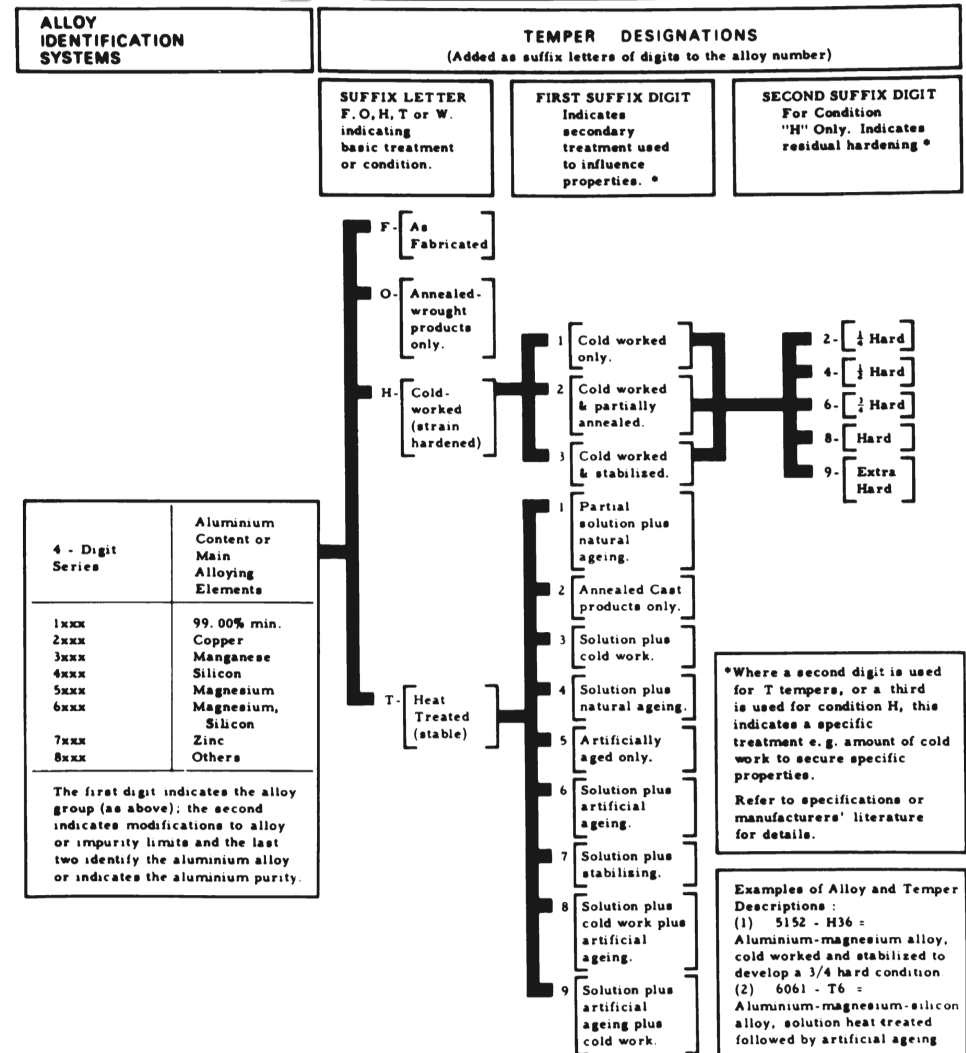 ALLOY
IDENTIFICATION
SYSTEMS
TEMPER DESIGNATIONS
(Added as suffix letters of digits to the alloy number)
SUFFIX LETTER
F. O, H, T or W.
indicating
basic treatment
or condition.
FIRST SUFFIX DIGIT
Indicates
secondary
treatment used
to influence
properties. *
SECOND SUFFIX DIGIT
For Condition
"H" Only. Indicates
residual hardening *
F- As
Fabricated
O- Annealed-
wrought
products
only.
H- Cold-
worked
(strain
hardened)
1 Cold worked
only.
2 Cold worked
& partially
annealed.
3 Cold worked
& stabilized.
2- 1/4 Hard
4- 1/2 Hard
6- 3/4 Hard
8- Hard
9- Extra
Hard
4 - Digit
Series
Aluminium
Content or
Main
Alloying
Elements
1xxx 99.00% min.
2xxx Copper
3xxx Manganese
4xxx Silicon
5xxx Magnesium
6xxx Magnesium,
Silicon
7xxx Zinc
8xxx Others
The first digit indicates the alloy
group (as above); the second
indicates modifications to alloy
or impurity limits and the last
two identify the aluminium alloy
or indicates the aluminium purity.
T- Heat
Treated
(stable)
1 Partial
solution plus
natural
ageing.
2 Annealed Cast
products only.
3 Solution plus
cold work.
4 Solution plus
natural ageing.
5 Artificially
aged only.
6 Solution plus
artificial
ageing.
7 Solution plus
stabilizing.
8 Solution plus
cold work plus
artificial
ageing.
9 Solution plus
artificial
ageing plus
cold work.
*Where a second digit is used
for T tempers, or a third
is used for condition H, this
indicates a specific
treatment e.g. amount of cold
work to secure specific
properties.
Refer to specifications or
manufacturers' literature
for details.
Examples of Alloy and Temper
Descriptions :
(1) 5152 - H36 =
Aluminium-magnesium alloy,
cold worked and stabilized to
develop a 3/4 hard condition
(2) 6061 - T6 =
Aluminium-magnesium-silicon
alloy, solution heat treated
followed by artificial ageing